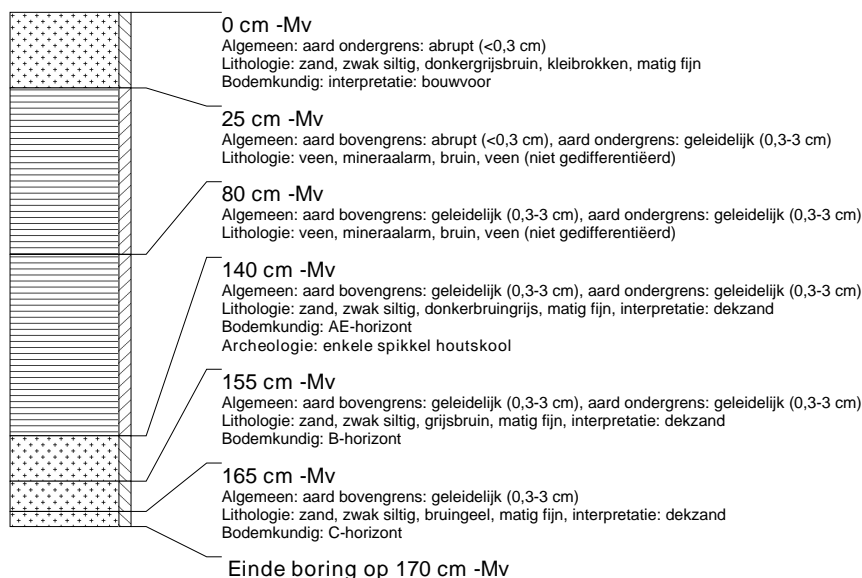 0 cm -Mv
Algemeen: aard ondergrens: abrupt (<0,3 cm)
Lithologie: zand, zwak siltig, donkergrijsbruin, kleibrokken, matig fijn
Bodemkundig: interpretatie: bouwvoor
25 cm -Mv
Algemeen: aard bovengrens: abrupt (<0,3 cm), aard ondergrens: geleidelijk (0,3-3 cm)
Lithologie: veen, mineraalarm, bruin, veen (niet gedifferentiëerd)
80 cm -Mv
Algemeen: aard bovengrens: geleidelijk (0,3-3 cm), aard ondergrens: geleidelijk (0,3-3 cm)
Lithologie: veen, mineraalarm, bruin, veen (niet gedifferentiëerd)
140 cm -Mv
Algemeen: aard bovengrens: geleidelijk (0,3-3 cm), aard ondergrens: geleidelijk (0,3-3 cm)
Lithologie: zand, zwak siltig, donkerbruingrijs, matig fijn, interpretatie: dekzand
Bodemkundig: AE-horizont
Archeologie: enkele spikkel houtskool
155 cm -Mv
Algemeen: aard bovengrens: geleidelijk (0,3-3 cm), aard ondergrens: geleidelijk (0,3-3 cm)
Lithologie: zand, zwak siltig, grijsbruin, matig fijn, interpretatie: dekzand
Bodemkundig: B-horizont
165 cm -Mv
Algemeen: aard bovengrens: geleidelijk (0,3-3 cm)
Lithologie: zand, zwak siltig, bruingeel, matig fijn, interpretatie: dekzand
Bodemkundig: C-horizont
Einde boring op 170 cm -Mv